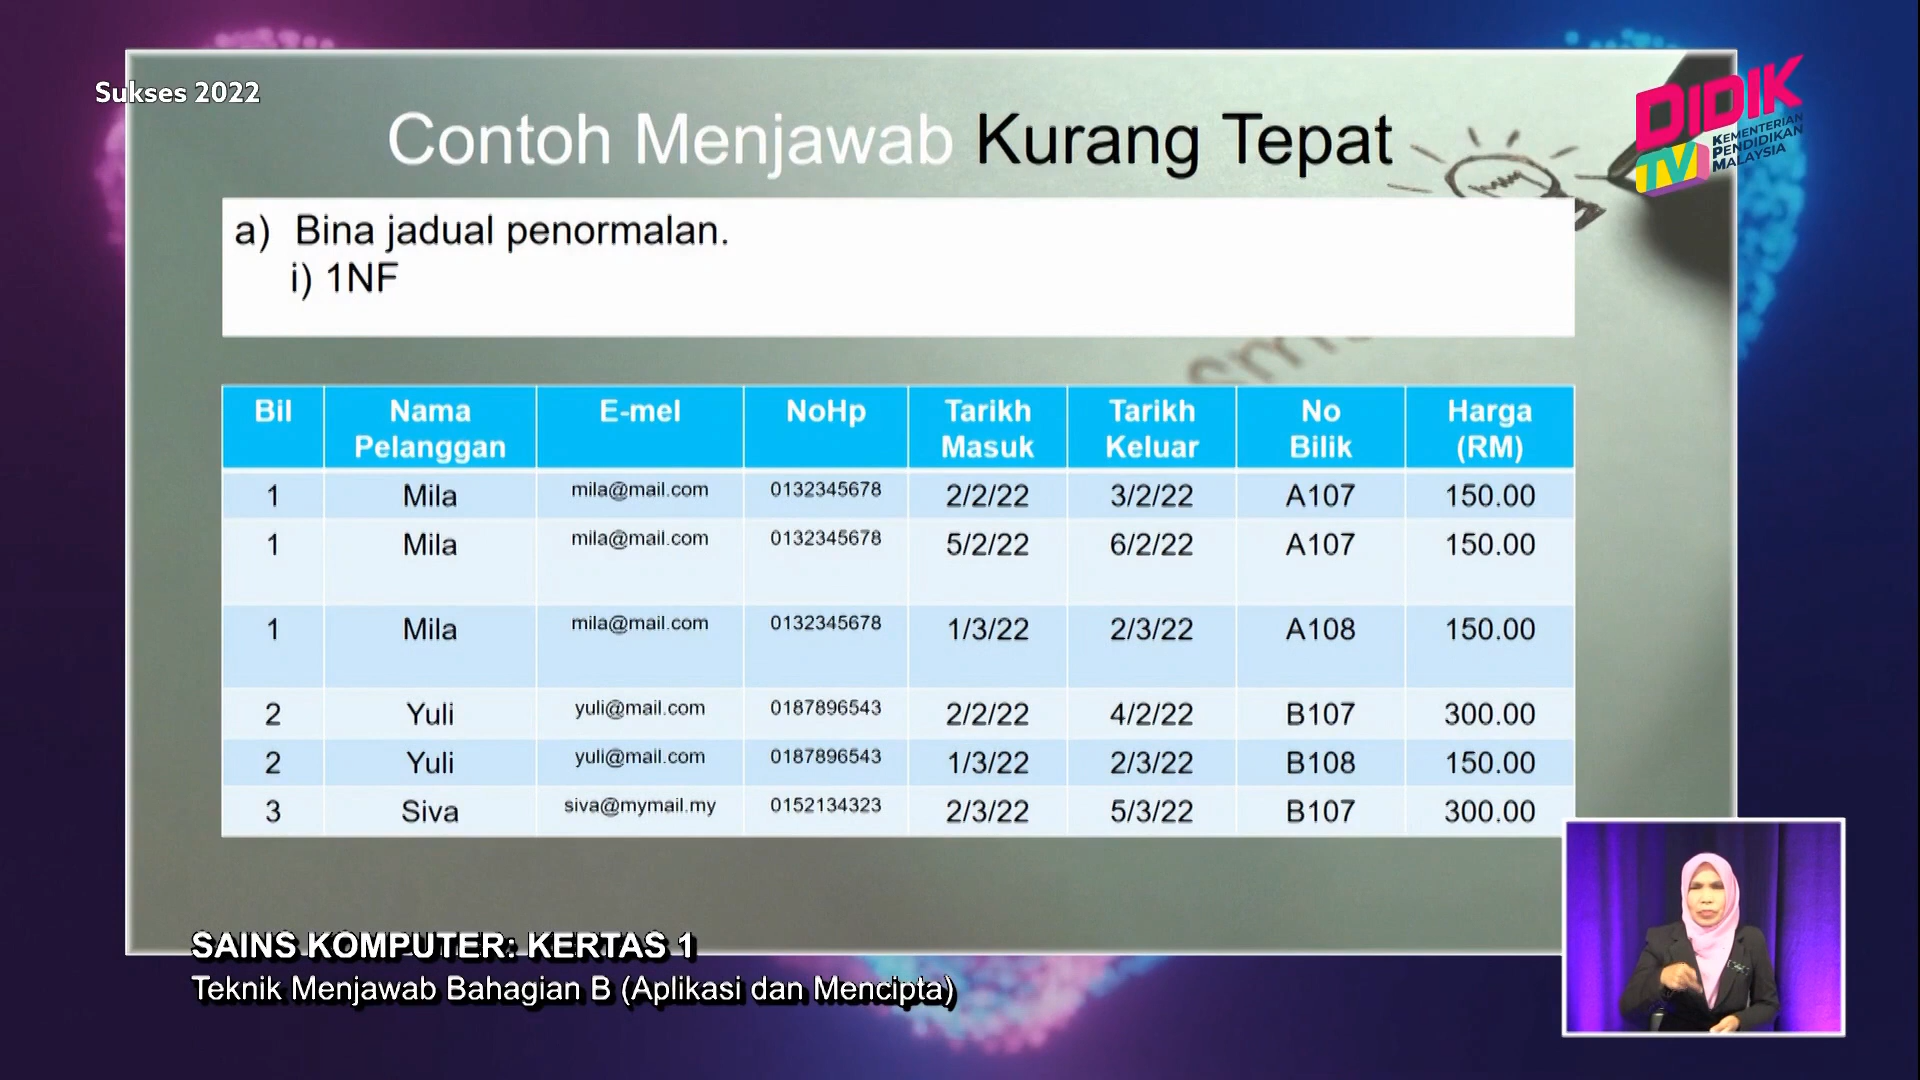 Sukses 2022
DIDIK
TV
KEMENTERIAN
PENDIDIKAN
MALAYSIA
Contoh Menjawab Kurang Tepat
a) Bina jadual penormalan.
i) 1NF
Bil Nama Pelanggan E-mel NoHp Tarikh Masuk Tarikh Keluar No Bilik Harga (RM)
1 Mila mila@mail.com 0132345678 2/2/22 3/2/22 A107 150.00
1 Mila mila@mail.com 0132345678 5/2/22 6/2/22 A107 150.00
1 Mila mila@mail.com 0132345678 1/3/22 2/3/22 A108 150.00
2 Yuli yuli@mail.com 0187896543 2/2/22 4/2/22 B107 300.00
2 Yuli yuli@mail.com 0187896543 1/3/22 2/3/22 B108 150.00
3 Siva siva@mymail.my 0152134323 2/3/22 5/3/22 B107 300.00
SAINS KOMPUTER: KERTAS 1
Teknik Menjawab Bahagian B (Aplikasi dan Mencipta)